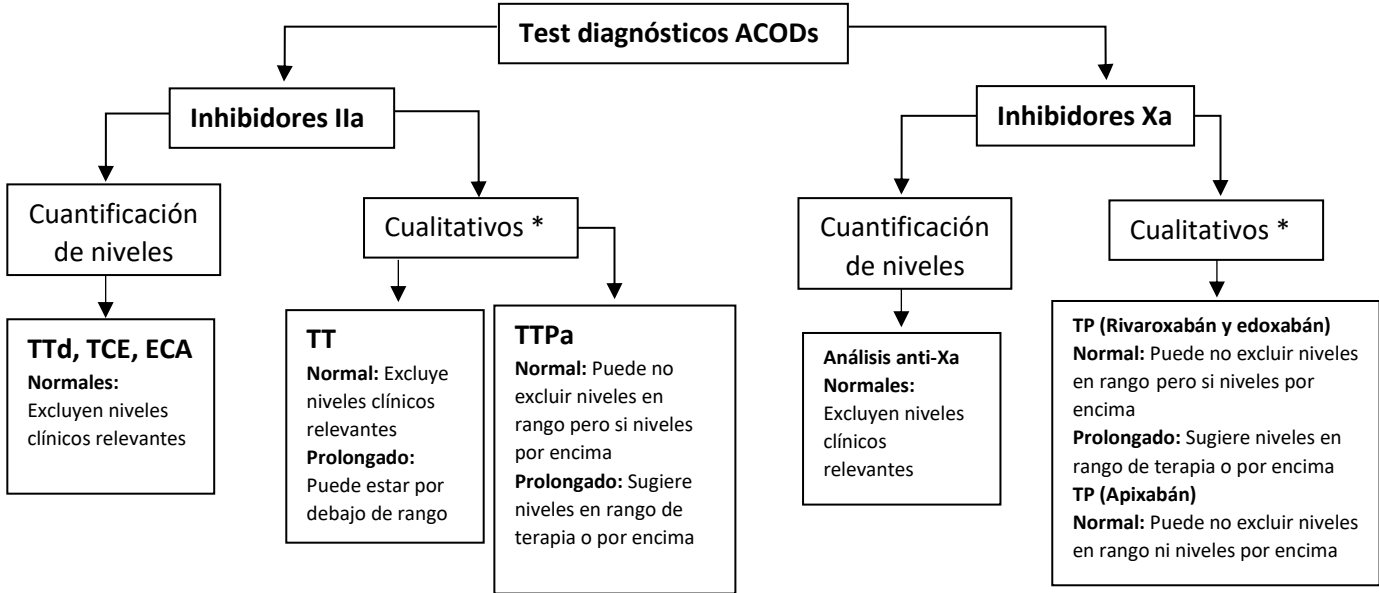 Test diagnósticos ACODs
Inhibidores IIa
Inhibidores Xa
Cuantificación
de niveles
Cualitativos *
Cuantificación
de niveles
Cualitativos *
TTd, TCE, ECA
Normales:
Excluyen niveles
clínicos relevantes
TT
Normal: Excluye
niveles clínicos
relevantes
Prolongado:
Puede estar por
debajo de rango
TTPa
Normal: Puede no
excluir niveles en
rango pero si niveles
por encima
Prolongado: Sugiere
niveles en rango de
terapia o por encima
Análisis anti-Xa
Normales:
Excluyen niveles
clínicos
relevantes
TP (Rivaroxabán y edoxabán)
Normal: Puede no excluir niveles
en rango pero si niveles por
encima
Prolongado: Sugiere niveles en
rango de terapia o por encima
TP (Apixabán)
Normal: Puede no excluir niveles
en rango ni niveles por encima